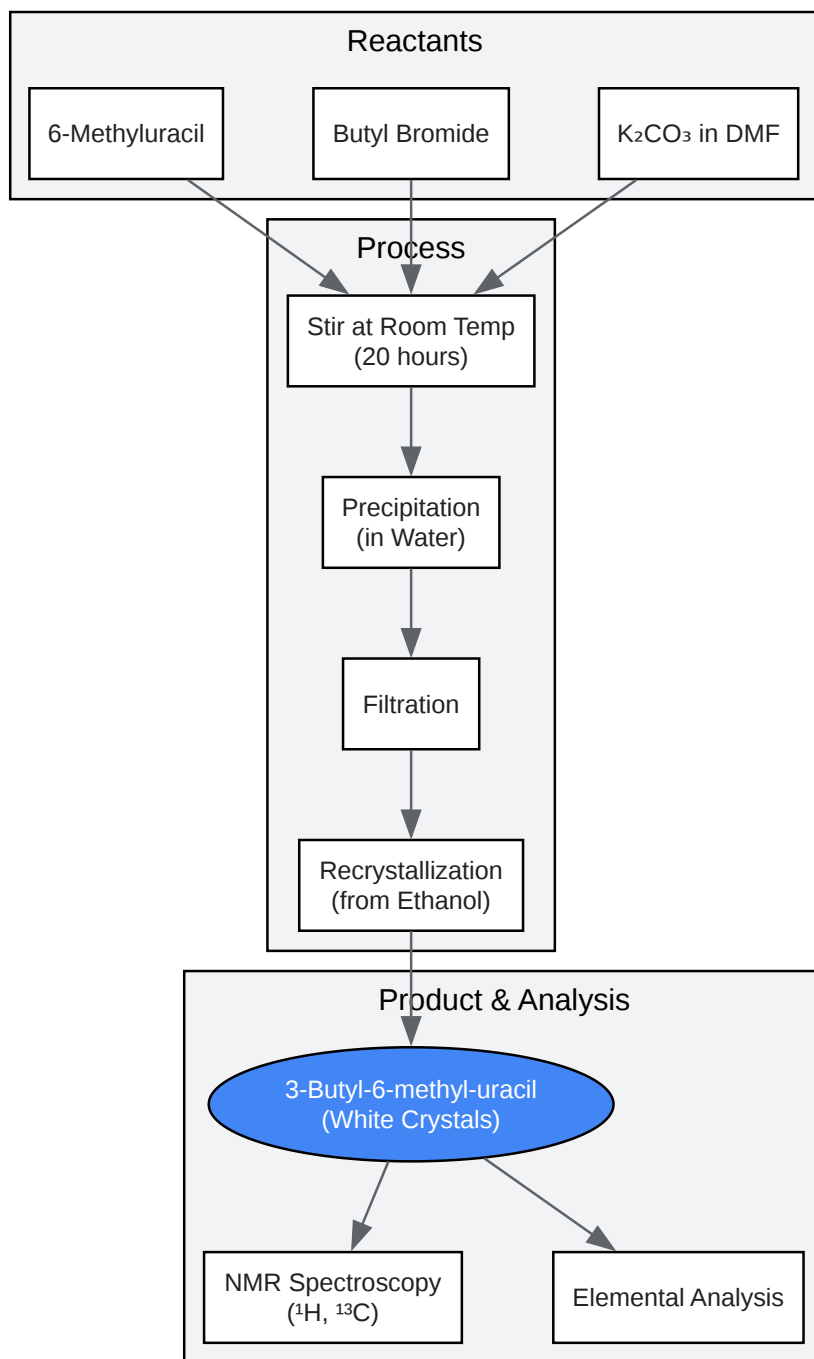 Reactants
6-Methyluracil
Butyl Bromide
K₂CO₃ in DMF
Process
Stir at Room Temp
(20 hours)
Precipitation
(in Water)
Filtration
Recrystallization
(from Ethanol)
Product & Analysis
3-Butyl-6-methyl-uracil
(White Crystals)
NMR Spectroscopy
(¹H, ¹³C)
Elemental Analysis